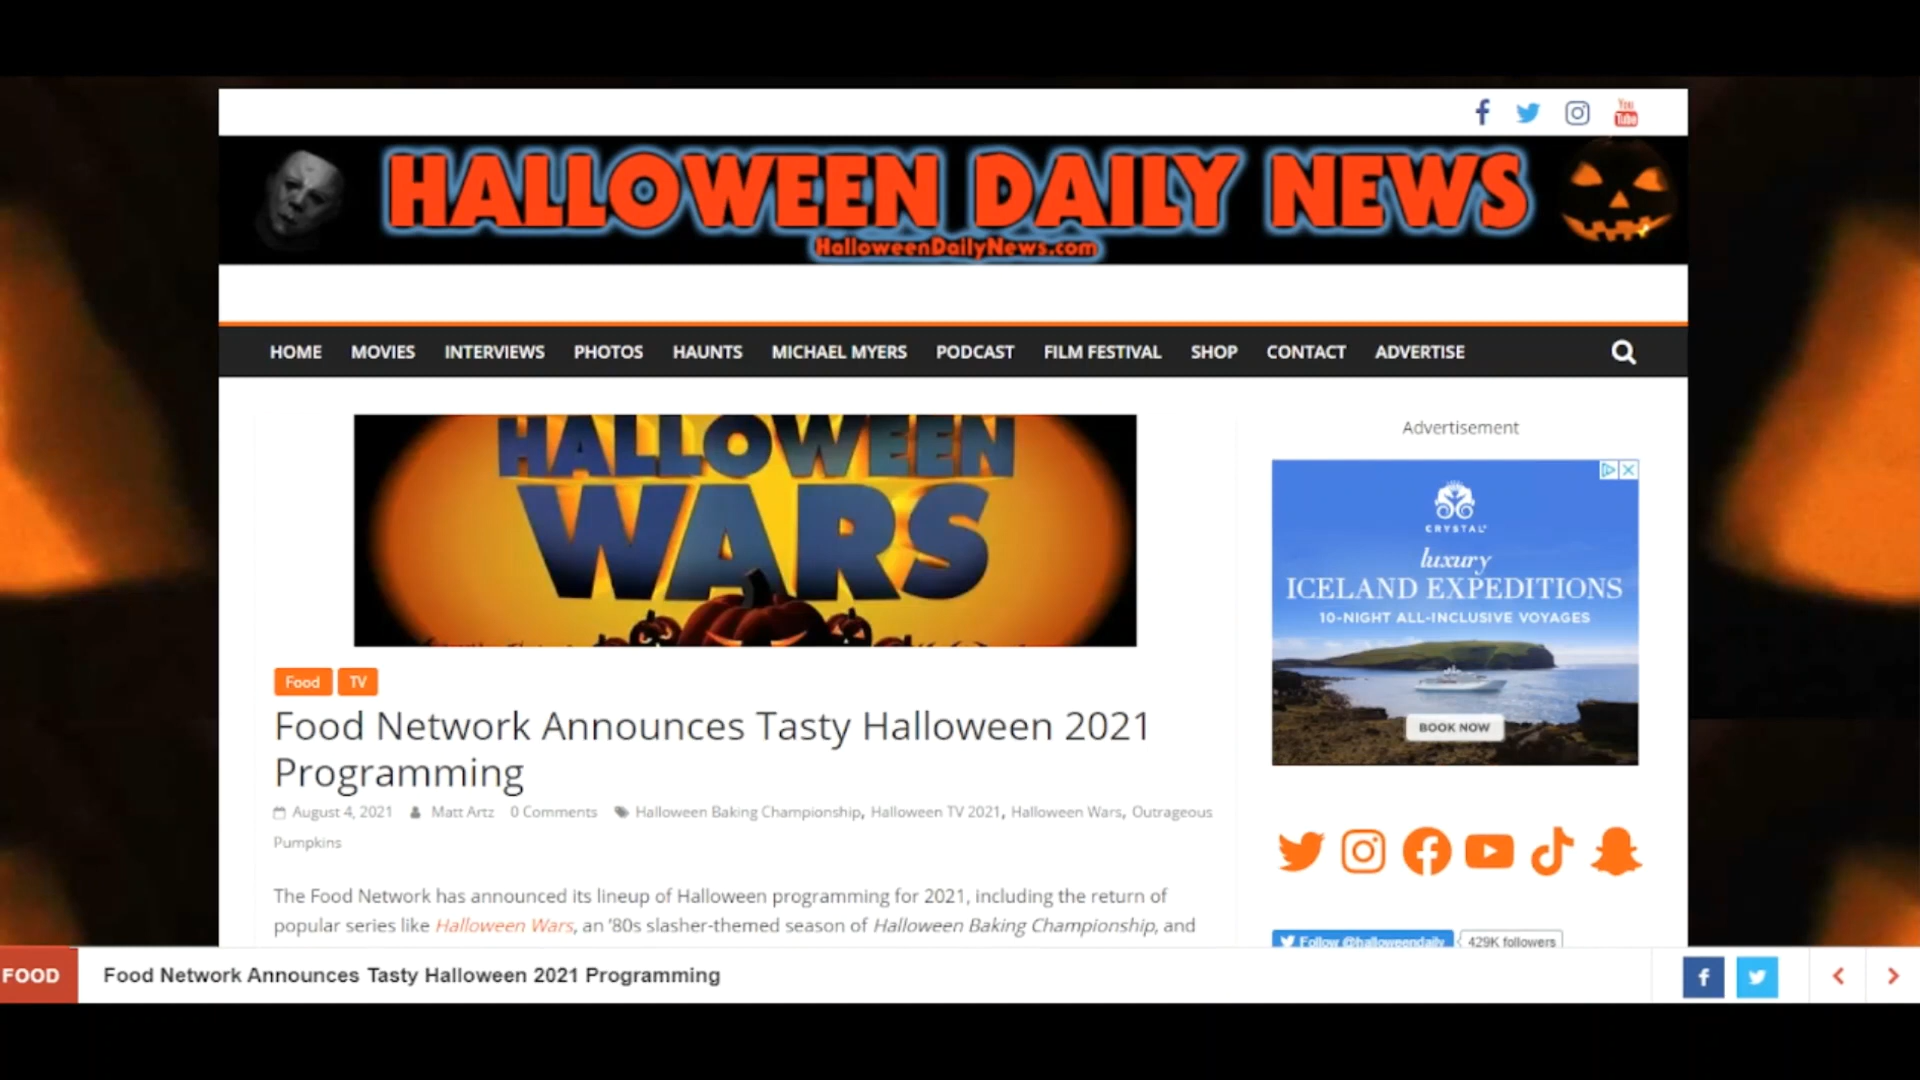 You
Tube
HALLOWEEN DAILY NEWS
HalloweenDailyNews.com
HOME MOVIES INTERVIEWS PHOTOS HAUNTS MICHAEL MYERS PODCAST FILM FESTIVAL SHOP CONTACT ADVERTISE
HALLOWEEN
WARS
Food TV
Food Network Announces Tasty Halloween 2021
Programming
August 4, 2021 Matt Artz 0 Comments Halloween Baking Championship, Halloween TV 2021, Halloween Wars, Outrageous
Pumpkins
The Food Network has announced its lineup of Halloween programming for 2021, including the return of
popular series like Halloween Wars, an '80s slasher-themed season of Halloween Baking Championship, and
Advertisement
CRYSTAL
luxury
ICELAND EXPEDITIONS
10-NIGHT ALL-INCLUSIVE VOYAGES
BOOK NOW
Follow @halloweendaily 429K followers
FOOD Food Network Announces Tasty Halloween 2021 Programming